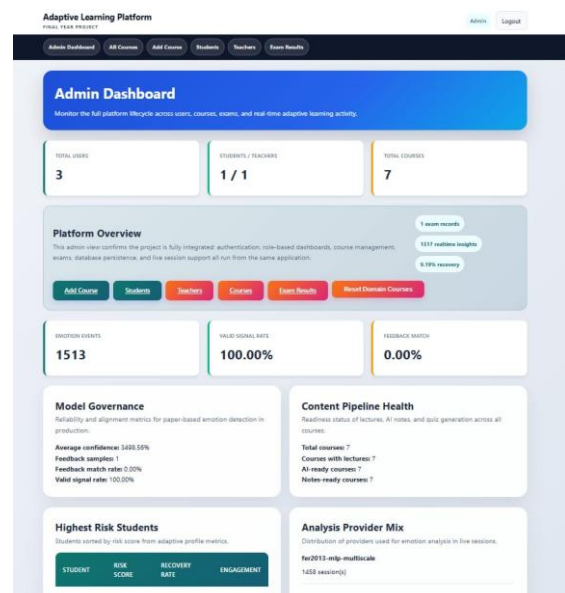 Adaptive Learning Platform
FINAL YEAR PROJECT
Admin
Logout
Admin Dashboard
All Courses
Add Course
Students
Teachers
Exam Results
Admin Dashboard
Monitor the full platform lifecycle across users, courses, exams, and real-time adaptive learning activity.
TOTAL USERS
3
STUDENTS / TEACHERS
1 / 1
TOTAL COURSES
7
Platform Overview
This admin view confirms the project is fully integrated: authentication, role-based dashboards, course management,
exams, database persistence, and live session support all run from the same application.
1 exam records
1517 realtime insights
0.19% recovery
Add Course
Students
Teachers
Courses
Exam Results
Reset Domain Courses
EMOTION EVENTS
1513
VALID SIGNAL RATE
100.00%
FEEDBACK MATCH
0.00%
Model Governance
Reliability and alignment metrics for paper-based emotion detection in
production.
Average confidence: 3498.56%
Feedback samples: 1
Feedback match rate: 0.00%
Valid signal rate: 100.00%
Content Pipeline Health
Readiness status of lectures, AI notes, and quiz generation across all
courses.
Total courses: 7
Courses with lectures: 7
AI-ready courses: 7
Notes-ready courses: 7
Highest Risk Students
Students sorted by risk score from adaptive profile metrics.
STUDENT
RISK
SCORE
RECOVERY
RATE
ENGAGEMENT
Analysis Provider Mix
Distribution of providers used for emotion analysis in live sessions.
fer2013-mlp-multiscale
1458 session(s)